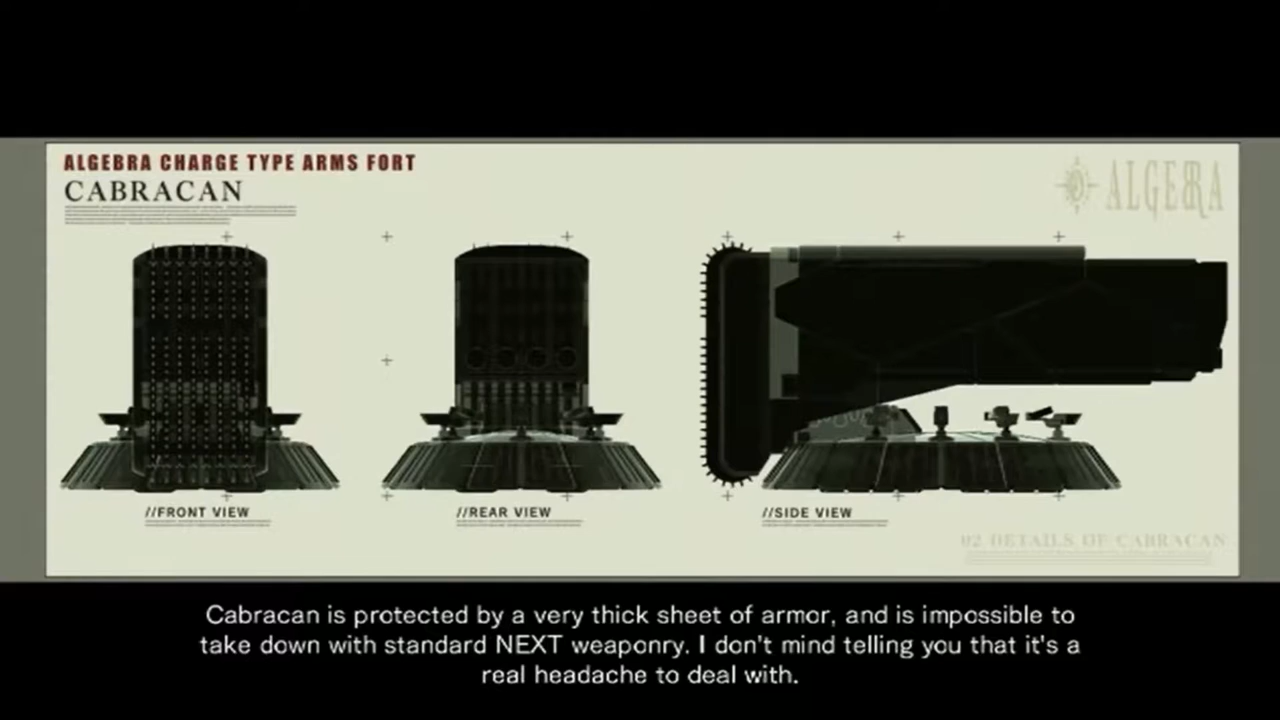 ALGEBRA CHARGE TYPE ARMS FORT
CABRACAN
ALGEBRA
//FRONT VIEW
//REAR VIEW
//SIDE VIEW
02 DETAILS OF CABRACAN
Cabracan is protected by a very thick sheet of armor, and is impossible to
take down with standard NEXT weaponry. I don't mind telling you that it's a
real headache to deal with.